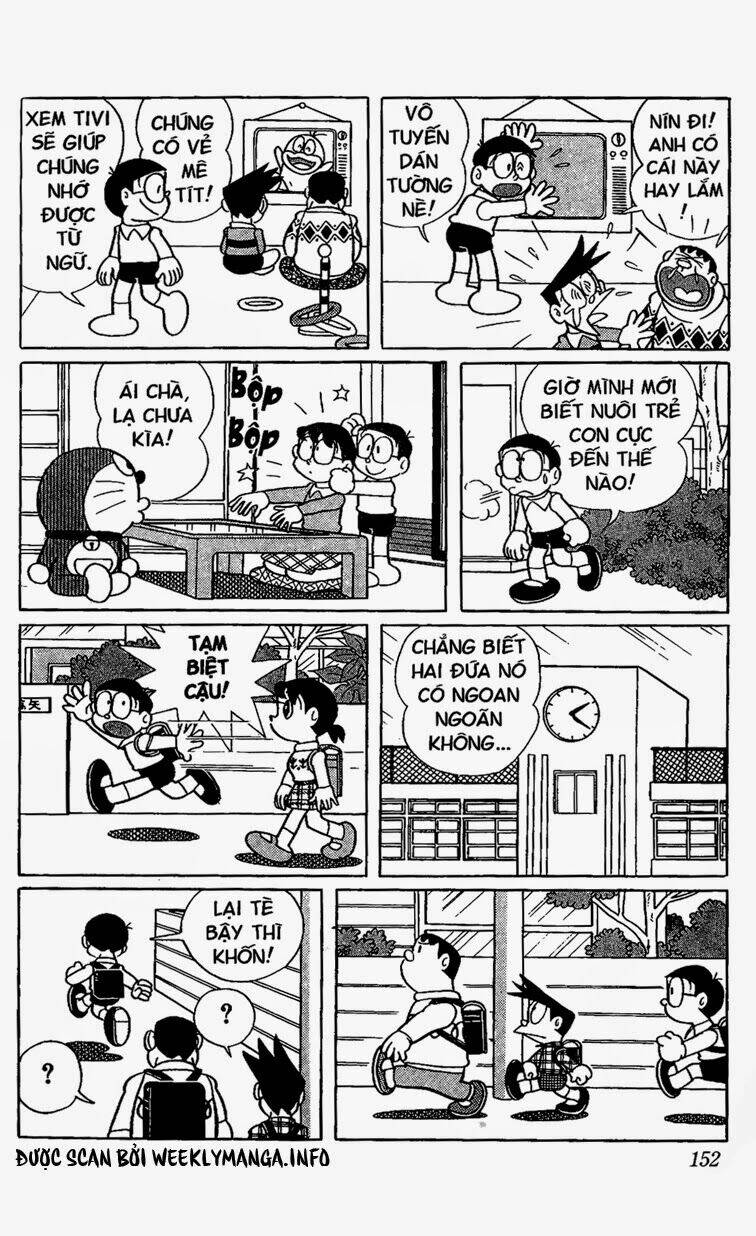 XEM TIVI
SẼ GIÚP
CHÚNG
NHỚ
ĐƯỢC
TỪ
NGỮ.
CHÚNG
CÓ VẺ
MÊ
TÍT!
VÔ
TUYẾN
DÁN
TƯỜNG
NÈ!
NÍN ĐI!
ANH CÓ
CÁI NÀY
HAY LẮM
!
ÁI CHÀ,
LẠ CHƯA
KÌA!
BỘP
BỘP
GIỜ MÌNH MỚI
BIẾT NUÔI TRẺ
CON CỰC
ĐẾN THẾ
NÀO!
TẠM
BIỆT
CẬU!
CHẲNG BIẾT
HAI ĐỨA NÓ
CÓ NGOAN
NGOÃN
KHÔNG...
LẠI TÈ
BẬY THÌ
KHỐN!
?
?
ĐƯỢC SCAN BỞI WEEKLYMANGA.INFO
152